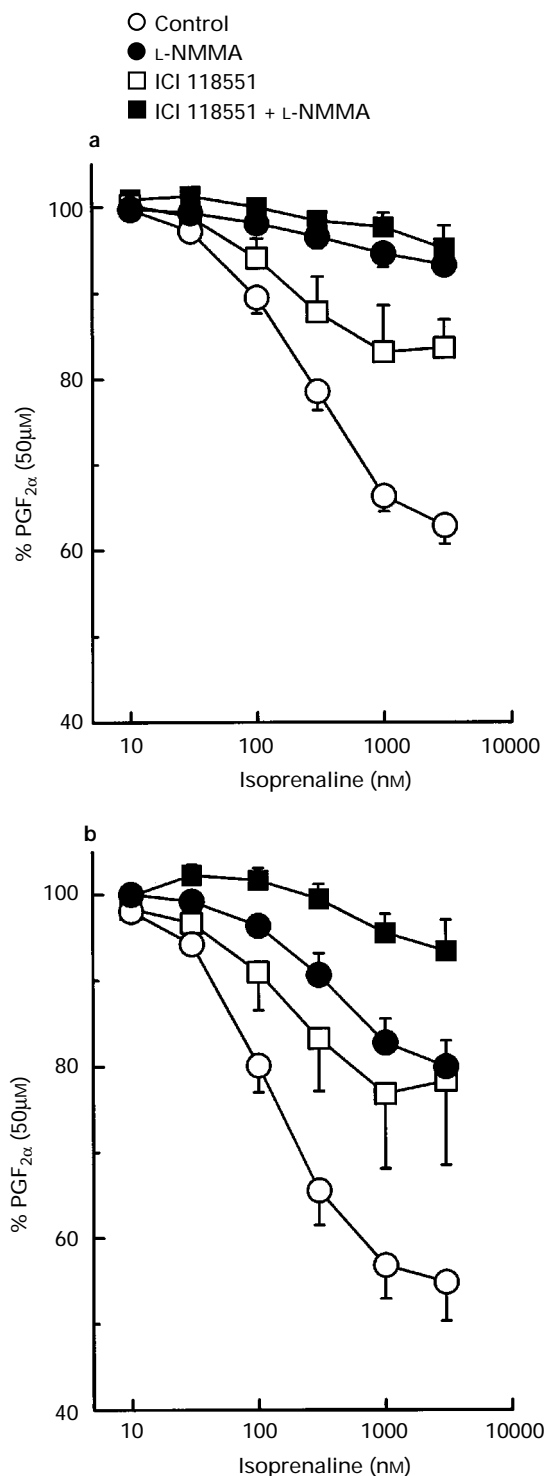 Control
L-NMMA
ICI 118551
ICI 118551 + L-NMMA
a
100
80
60
40
% PGF2α (50µM)
10 100 1000 10000
Isoprenaline (nM)
b
100
80
60
40
% PGF2α (50µM)
10 100 1000 10000
Isoprenaline (nM)